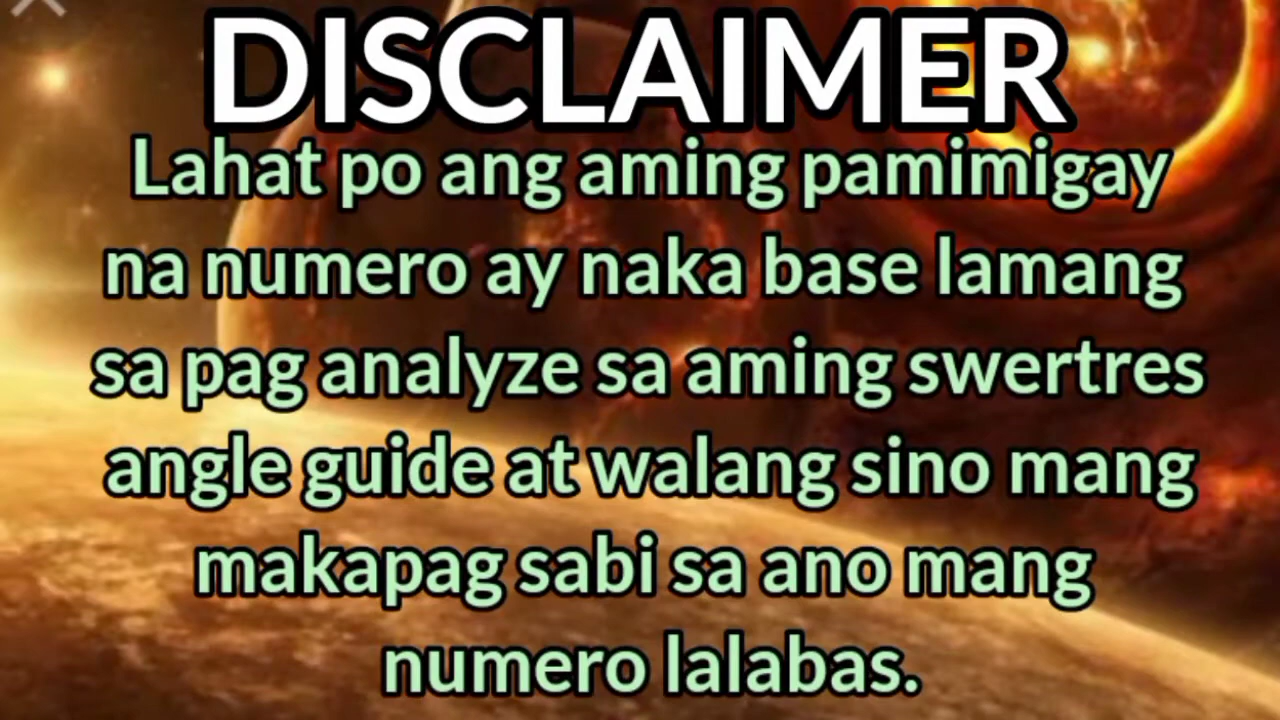 DISCLAIMER
Lahat po ang aming pamimigay
na numero ay naka base lamang
sa pag analyze sa aming swertres
angle guide at walang sino mang
makapag sabi sa ano mang
numero lalabas.